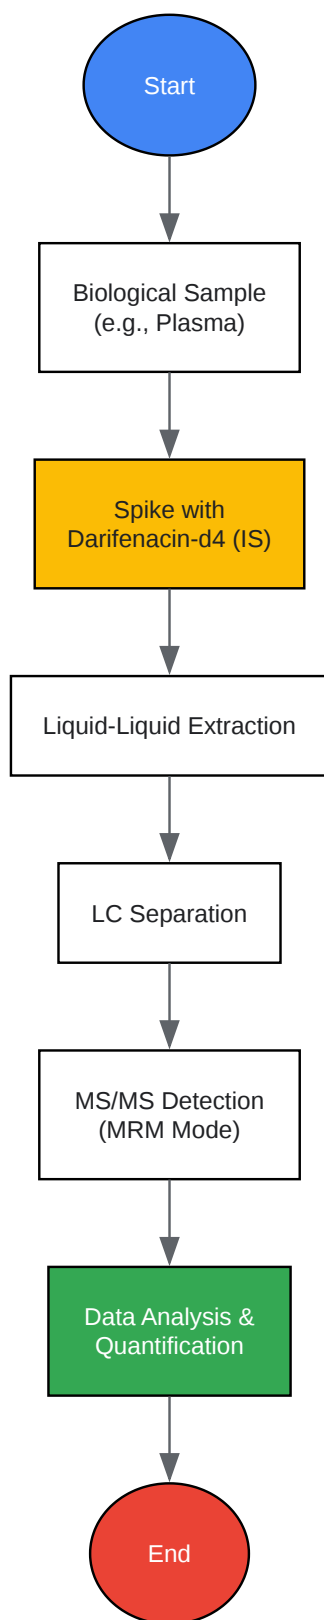 Start
Biological Sample
(e.g., Plasma)
Spike with
Darifenacin-d4 (IS)
Liquid-Liquid Extraction
LC Separation
MS/MS Detection
(MRM Mode)
Data Analysis &
Quantification
End